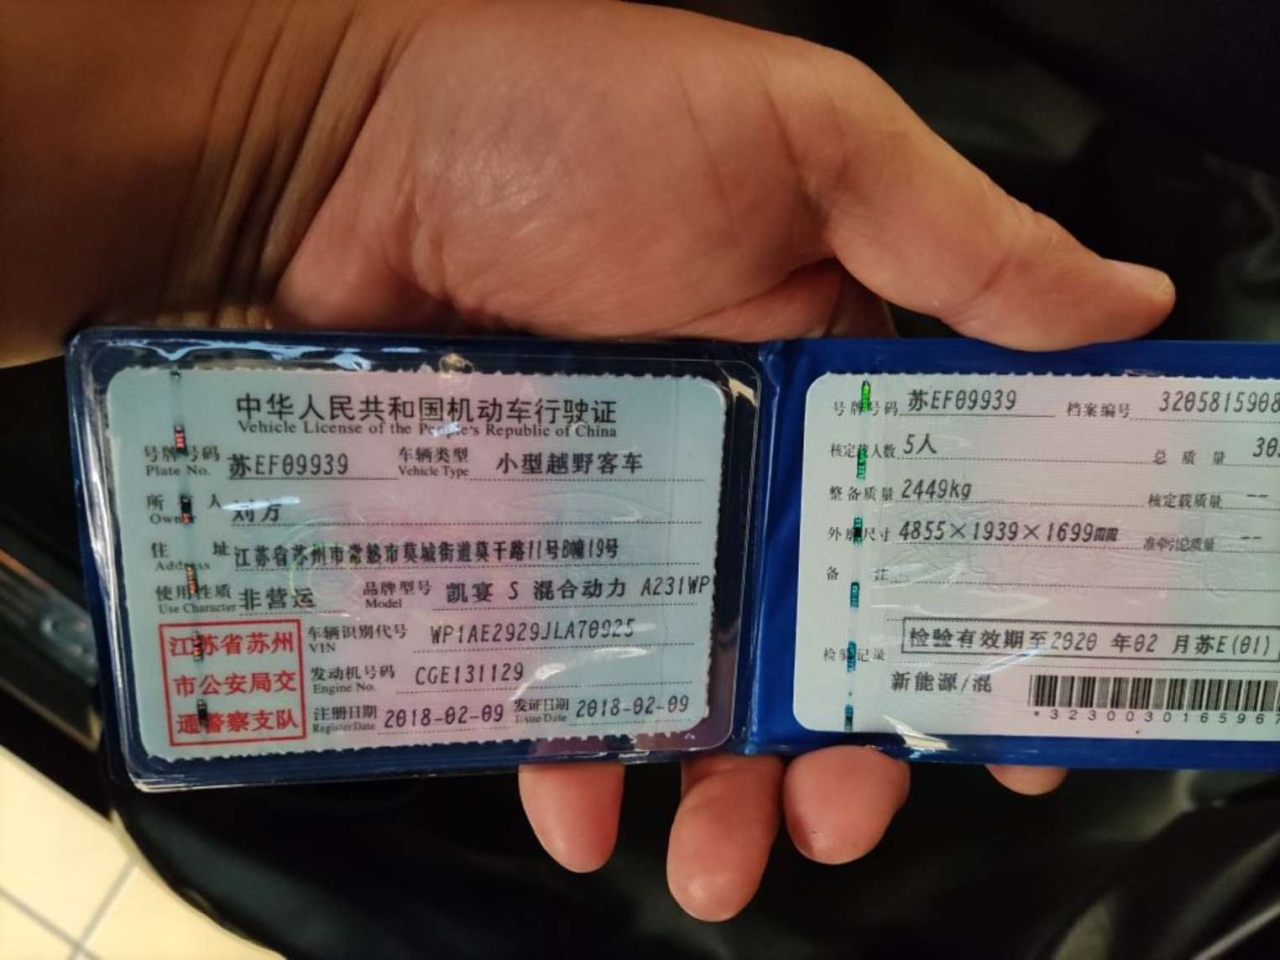 中华人民共和国机动车行驶证
Vehicle License of the People's Republic of China
号牌号码 苏EF09939 车辆类型 小型越野客车
Plate No. Vehicle Type
所 人 刘万
Owner
住 址 江苏省苏州市常熟市莫城街道莫干路11号B幢19号
Address
使用性质 非营运 品牌型号 凯宴 S 混合动力 A231WP
Use Character Model
江苏省苏州
市公安局交
通警察支队
车辆识别代号 WP1AE2929JLA70925
VIN
发动机号码 CGE131129
Engine No.
注册日期 2018-02-09 发证日期 2018-02-09
Register Date Issue Date
号牌号码 苏EF09939 档案编号 3205815908
核定载人数 5人 总质量 30
整备质量 2449kg 核定载质量 --
外廓尺寸 4855×1939×1699mm 准牵引总质量 --
备 注
检验记录 检验有效期至2020 年02 月苏E(01)
新能源/混
*323003016596